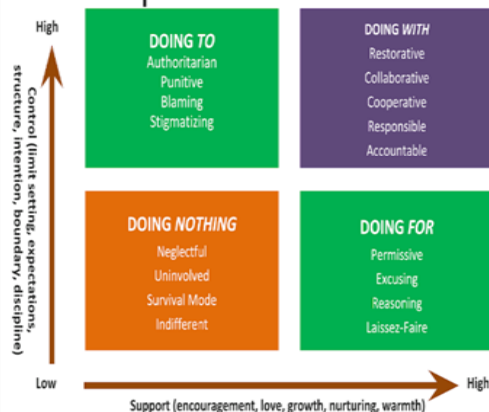 High
Control (limit setting, expectations,
structure, intention, boundary, discipline)
DOING TO
Authoritarian
Punitive
Blaming
Stigmatizing
DOING WITH
Restorative
Collaborative
Cooperative
Responsible
Accountable
DOING NOTHING
Neglectful
Uninvolved
Survival Mode
Indifferent
DOING FOR
Permissive
Excusing
Reasoning
Laissez-Faire
Low
High
Support (encouragement, love, growth, nurturing, warmth)